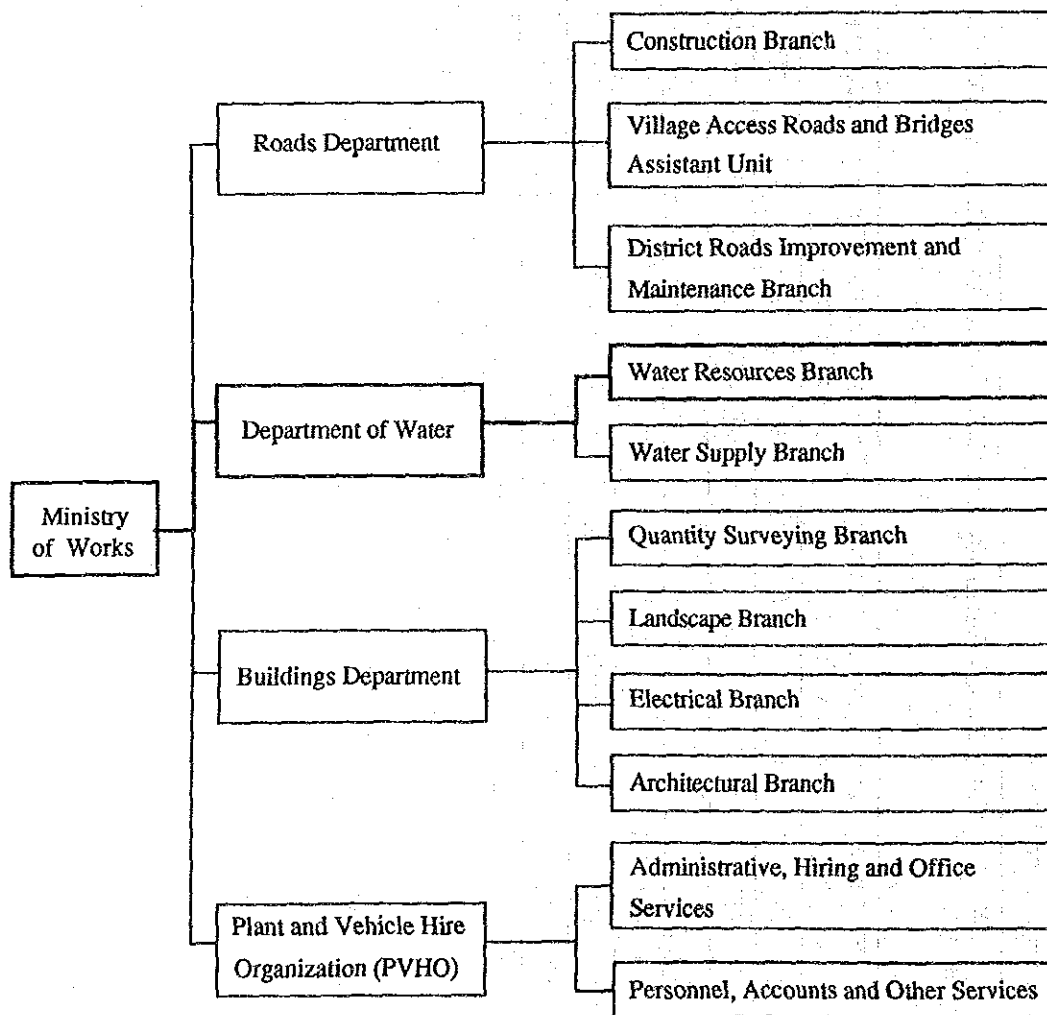 Construction Branch
Roads Department
Village Access Roads and Bridges
Assistant Unit
District Roads Improvement and
Maintenance Branch
Water Resources Branch
Department of Water
Water Supply Branch
Ministry
of Works
Quantity Surveying Branch
Landscape Branch
Buildings Department
Electrical Branch
Architectural Branch
Administrative, Hiring and Office
Services
Plant and Vehicle Hire
Organization (PVHO)
Personnel, Accounts and Other Services